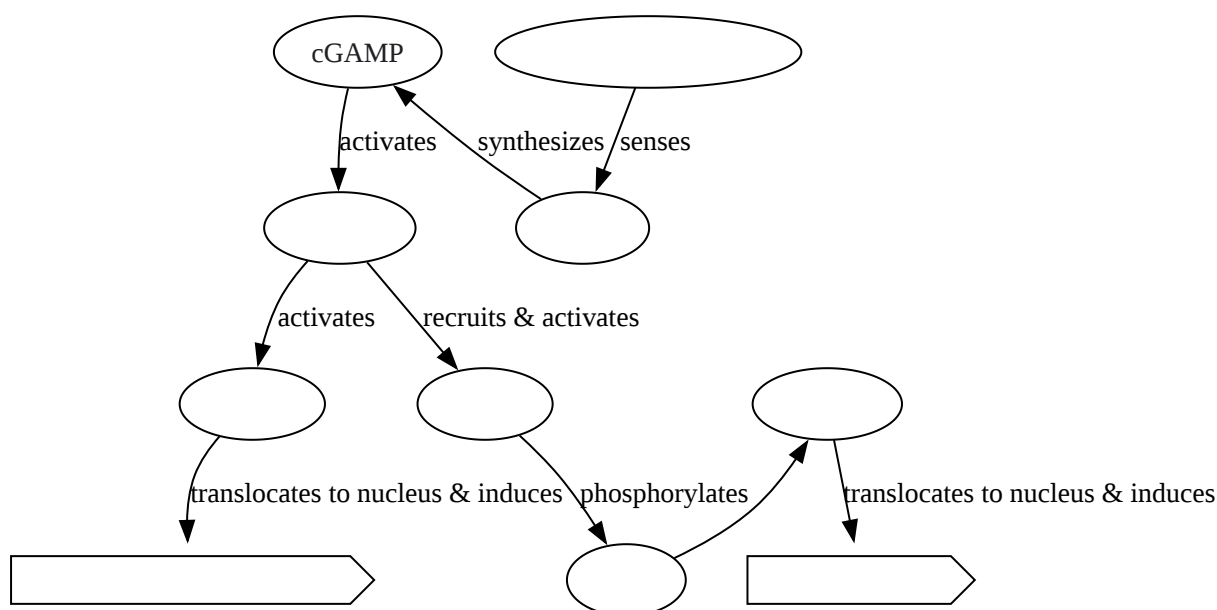 cGAMP
activates
synthesizes
senses
activates
recruits & activates
translocates to nucleus & induces
phosphorylates
translocates to nucleus & induces